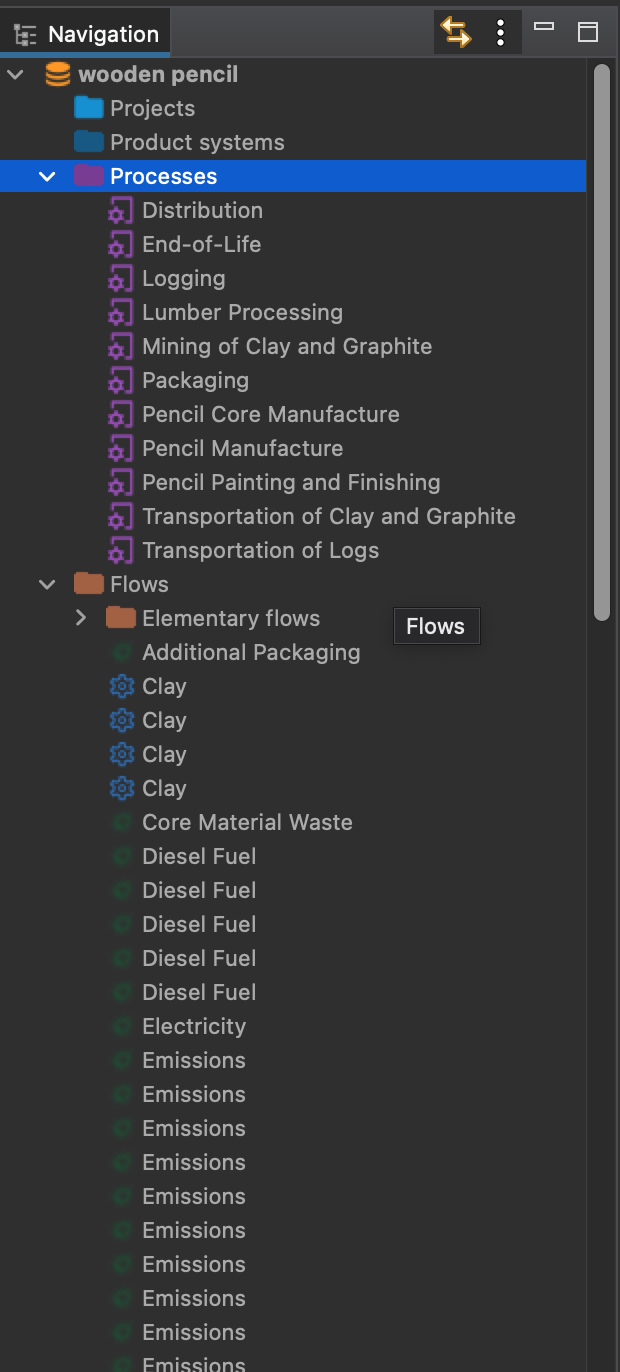 Navigation
wooden pencil
Projects
Product systems
Processes
Distribution
End-of-Life
Logging
Lumber Processing
Mining of Clay and Graphite
Packaging
Pencil Core Manufacture
Pencil Manufacture
Pencil Painting and Finishing
Transportation of Clay and Graphite
Transportation of Logs
Flows
Elementary flows
Flows
Additional Packaging
Clay
Clay
Clay
Clay
Core Material Waste
Diesel Fuel
Diesel Fuel
Diesel Fuel
Diesel Fuel
Diesel Fuel
Electricity
Emissions
Emissions
Emissions
Emissions
Emissions
Emissions
Emissions
Emissions
Emissions
Emissions